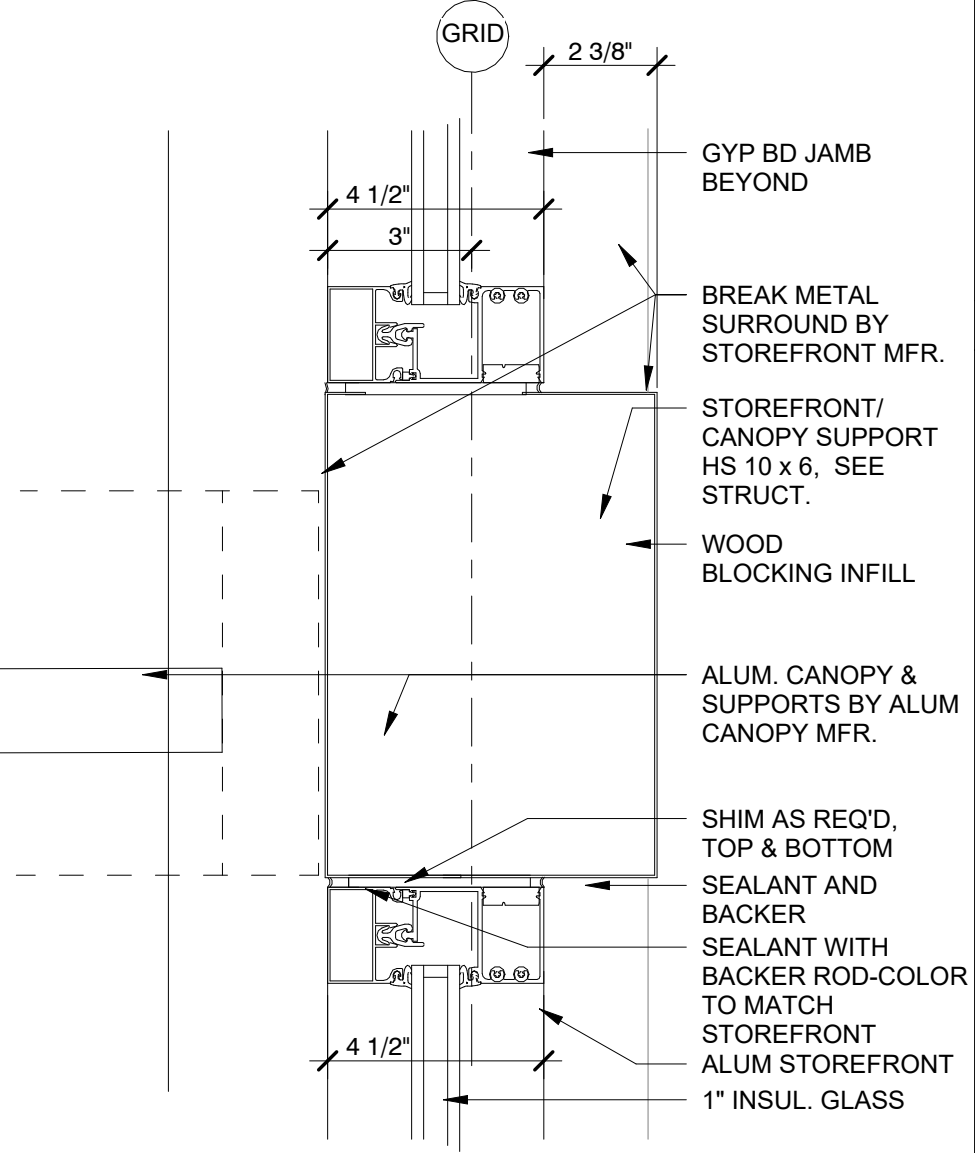 GRID
2 3/8"
GYP BD JAMB
BEYOND
4 1/2"
3"
BREAK METAL
SURROUND BY
STOREFRONT MFR.
STOREFRONT/
CANOPY SUPPORT
HS 10 x 6, SEE
STRUCT.
WOOD
BLOCKING INFILL
ALUM. CANOPY &
SUPPORTS BY ALUM
CANOPY MFR.
SHIM AS REQ'D,
TOP & BOTTOM
SEALANT AND
BACKER
SEALANT WITH
BACKER ROD-COLOR
TO MATCH
STOREFRONT
4 1/2"
ALUM STOREFRONT
1" INSUL. GLASS